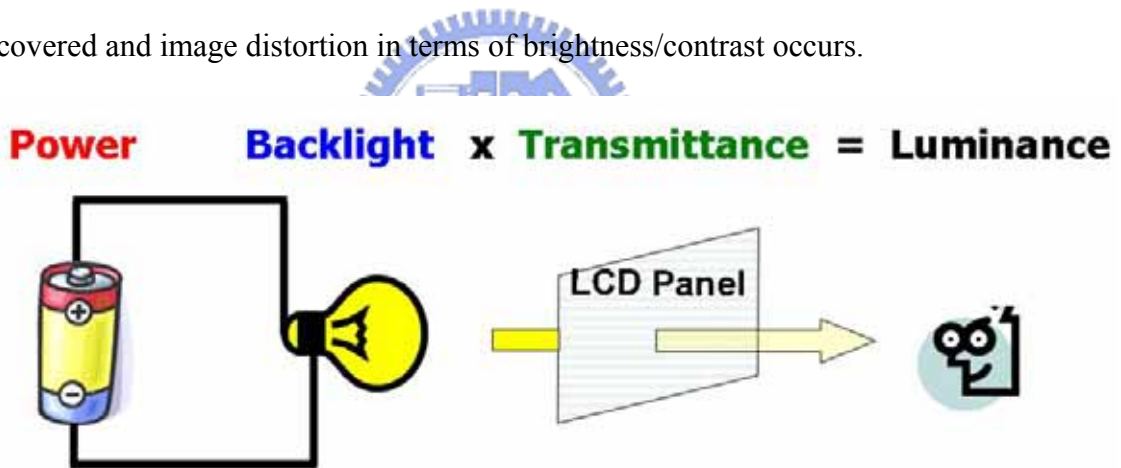 covered and image distortion in terms of brightness/contrast occurs.
Power Backlight x Transmittance = Luminance
LCD Panel
+
−